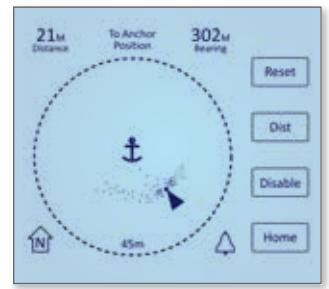 21M
Distance
To Anchor
Position
302M
Bearing
Reset
Dist
Disable
Home
N
45m